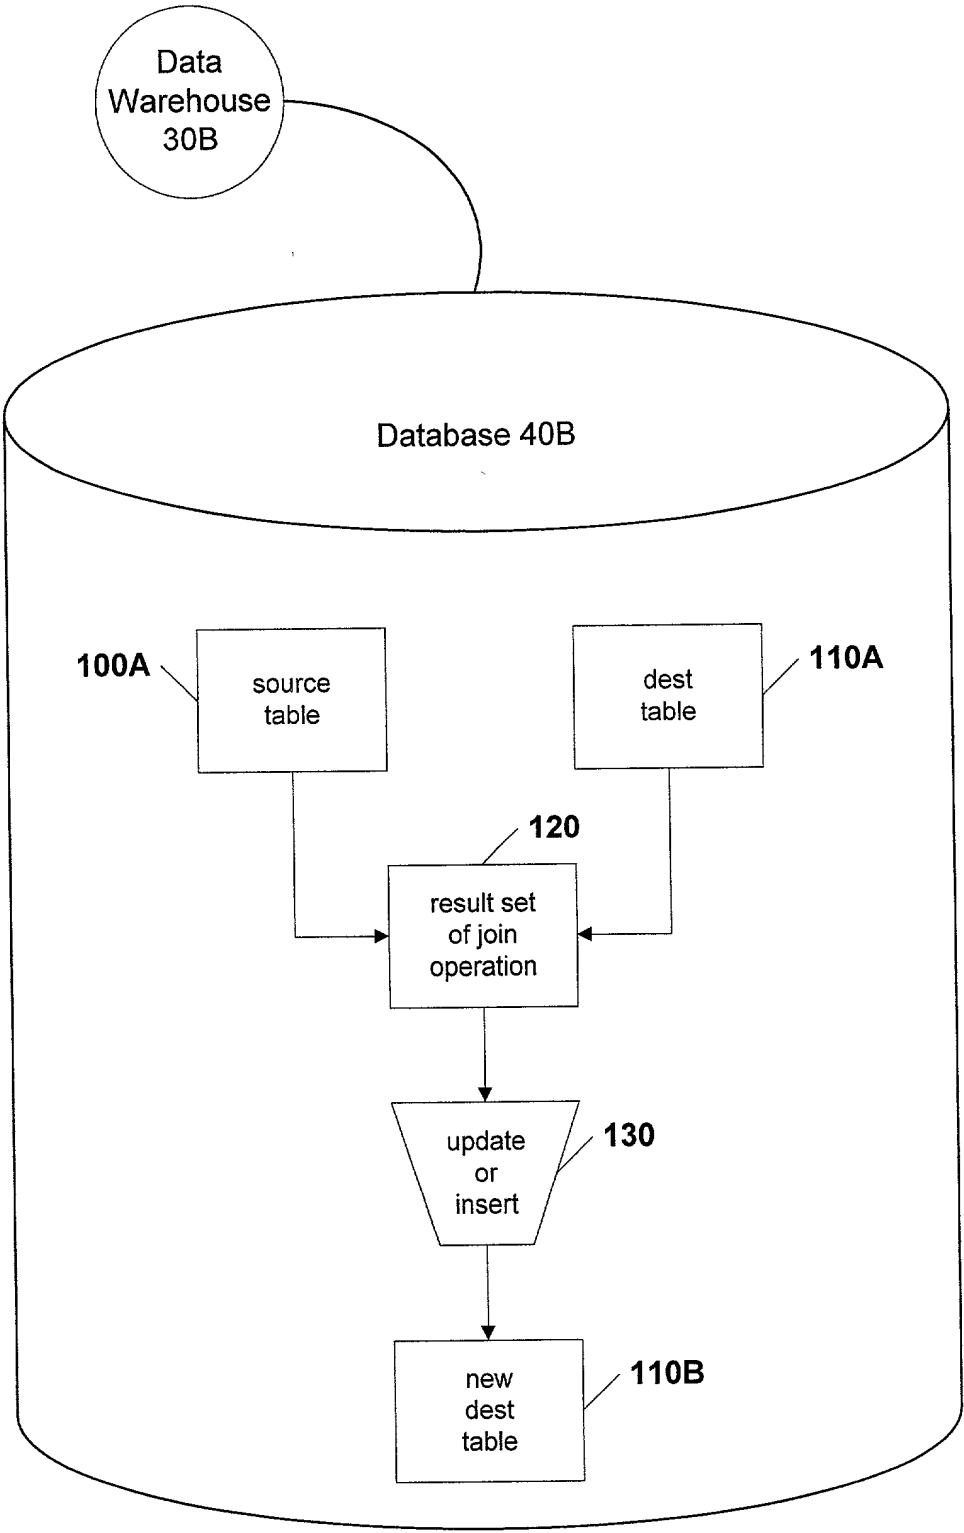 Data
Warehouse
30B
Database 40B
100A
source
table
dest
table
110A
120
result set
of join
operation
update
or
insert
130
new
dest
table
110B